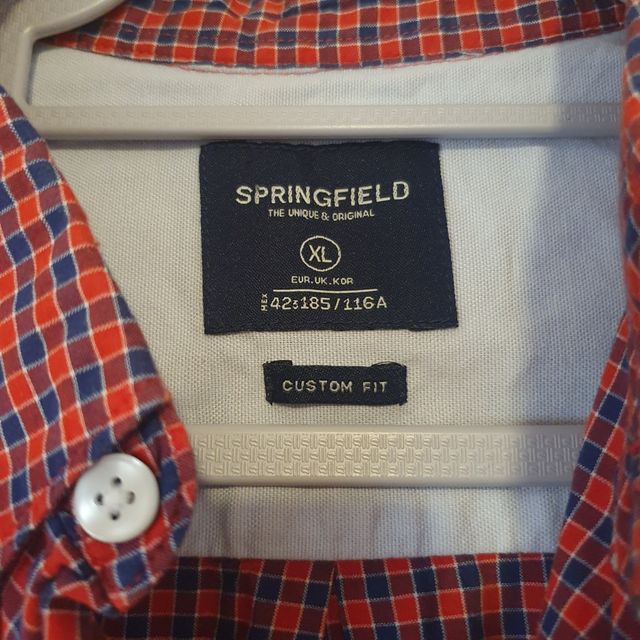 SPRINGFIELD
THE UNIQUE & ORIGINAL
XL
EUR.UK.KOR
MEX 42 185/116A
CUSTOM FIT